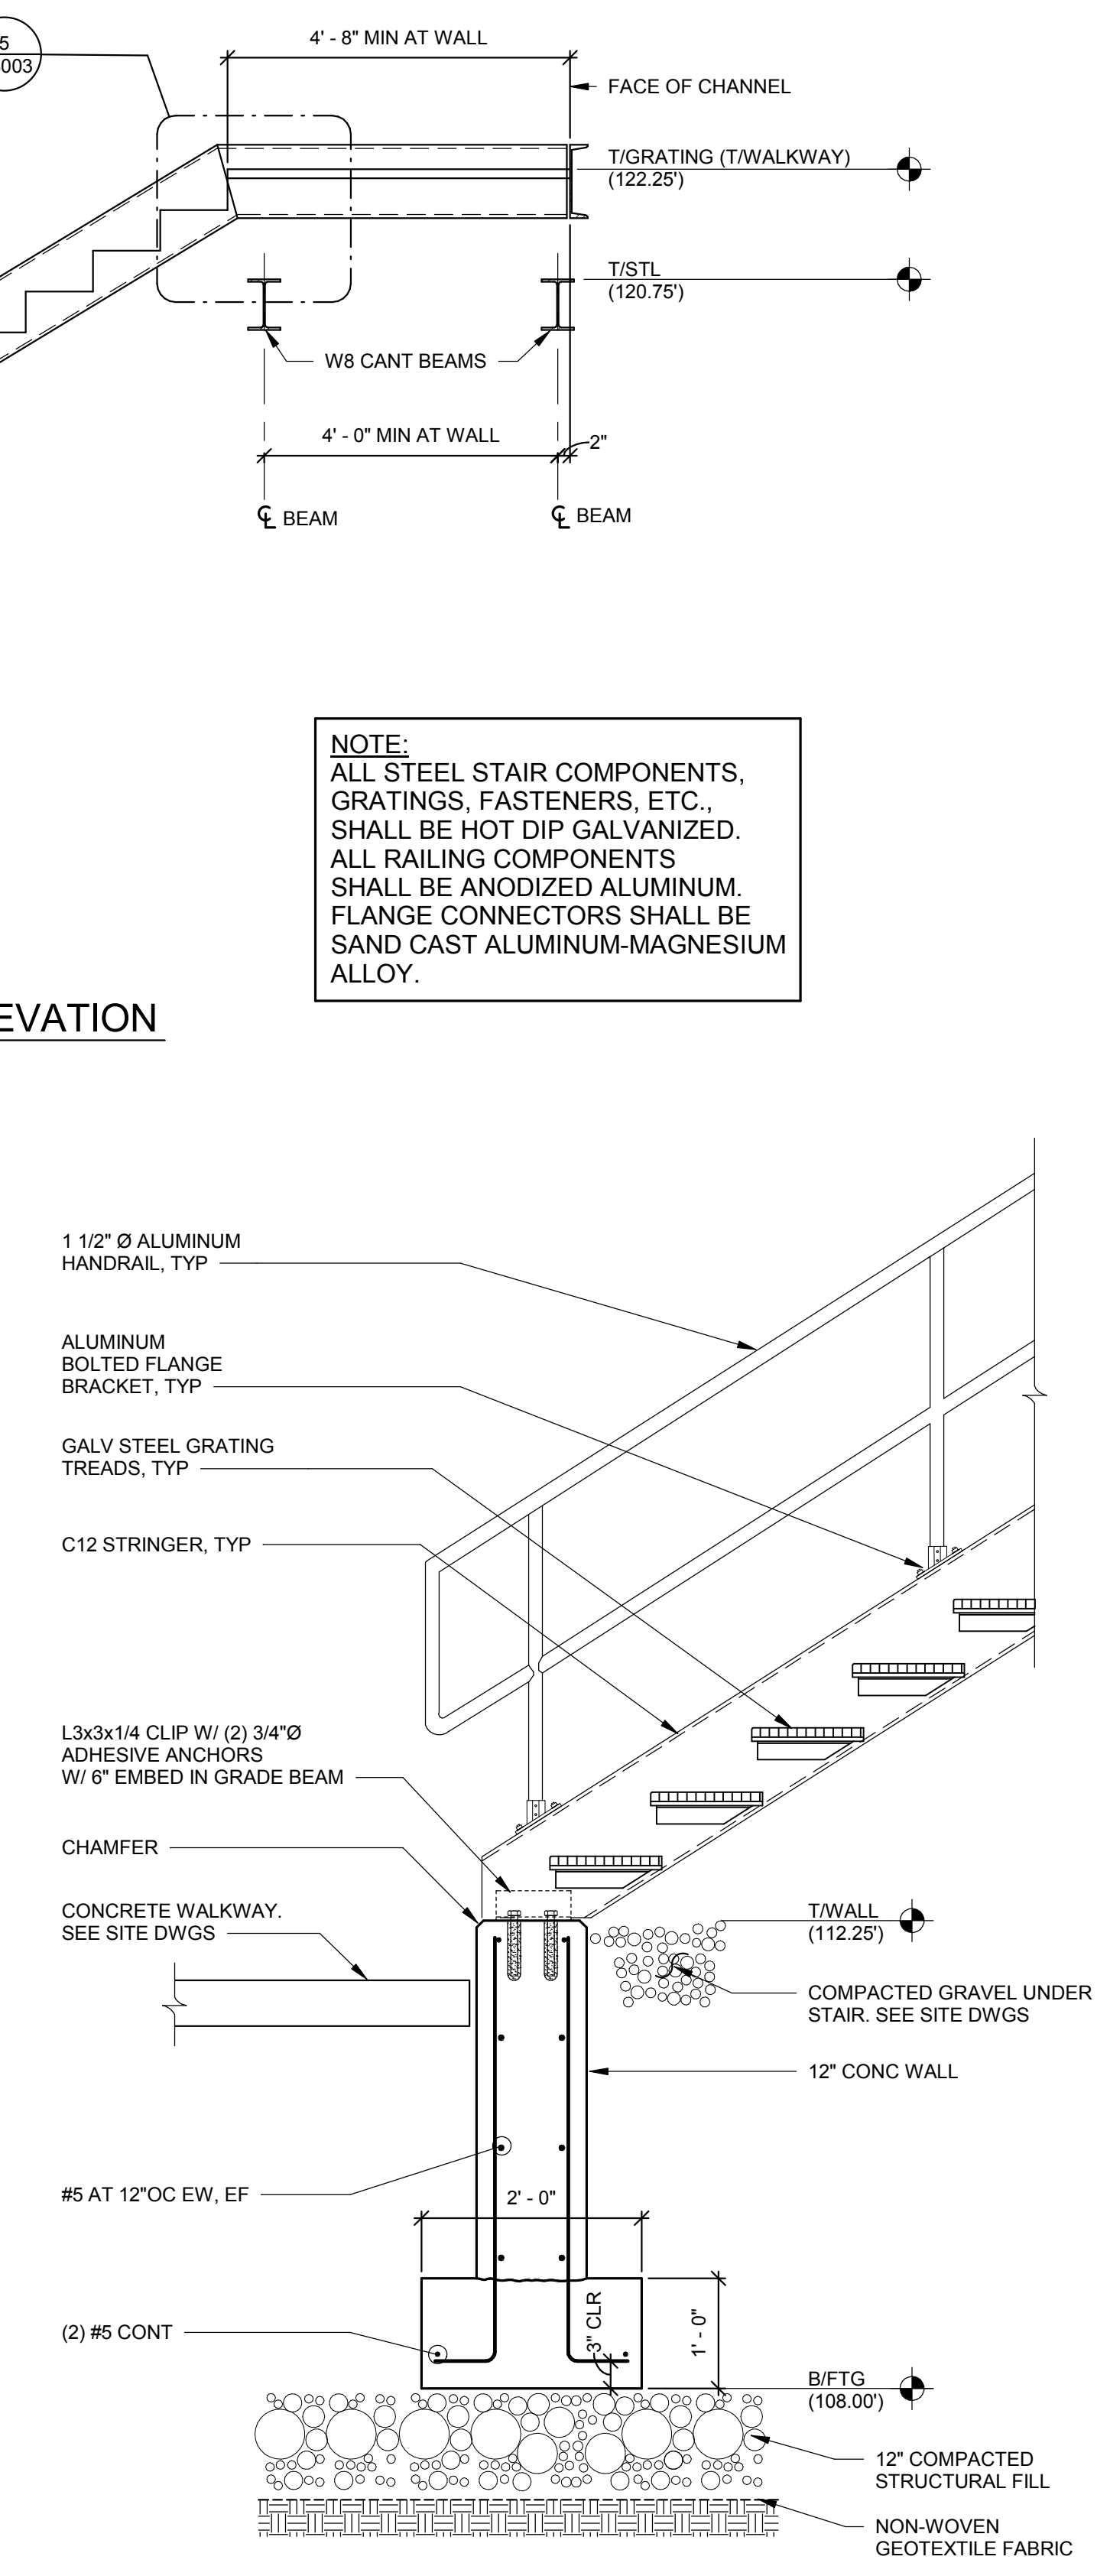 5
003
4' - 8" MIN AT WALL
FACE OF CHANNEL
T/GRATING (T/WALKWAY)
(122.25')
T/STL
(120.75')
W8 CANT BEAMS
4' - 0" MIN AT WALL
2"
℄ BEAM
℄ BEAM
NOTE:
ALL STEEL STAIR COMPONENTS,
GRATINGS, FASTENERS, ETC.,
SHALL BE HOT DIP GALVANIZED.
ALL RAILING COMPONENTS
SHALL BE ANODIZED ALUMINUM.
FLANGE CONNECTORS SHALL BE
SAND CAST ALUMINUM-MAGNESIUM
ALLOY.
EVATION
1 1/2" Ø ALUMINUM
HANDRAIL, TYP
ALUMINUM
BOLTED FLANGE
BRACKET, TYP
GALV STEEL GRATING
TREADS, TYP
C12 STRINGER, TYP
L3x3x1/4 CLIP W/ (2) 3/4"Ø
ADHESIVE ANCHORS
W/ 6" EMBED IN GRADE BEAM
CHAMFER
CONCRETE WALKWAY.
SEE SITE DWGS
T/WALL
(112.25')
COMPACTED GRAVEL UNDER
STAIR. SEE SITE DWGS
12" CONC WALL
#5 AT 12"OC EW, EF
2' - 0"
(2) #5 CONT
3" CLR
1' - 0"
B/FTG
(108.00')
12" COMPACTED
STRUCTURAL FILL
NON-WOVEN
GEOTEXTILE FABRIC